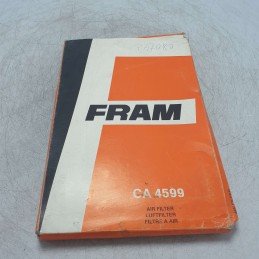 FRAM
CA 4599
AIR FILTER
LUFTFILTER
FILTRE A AIR